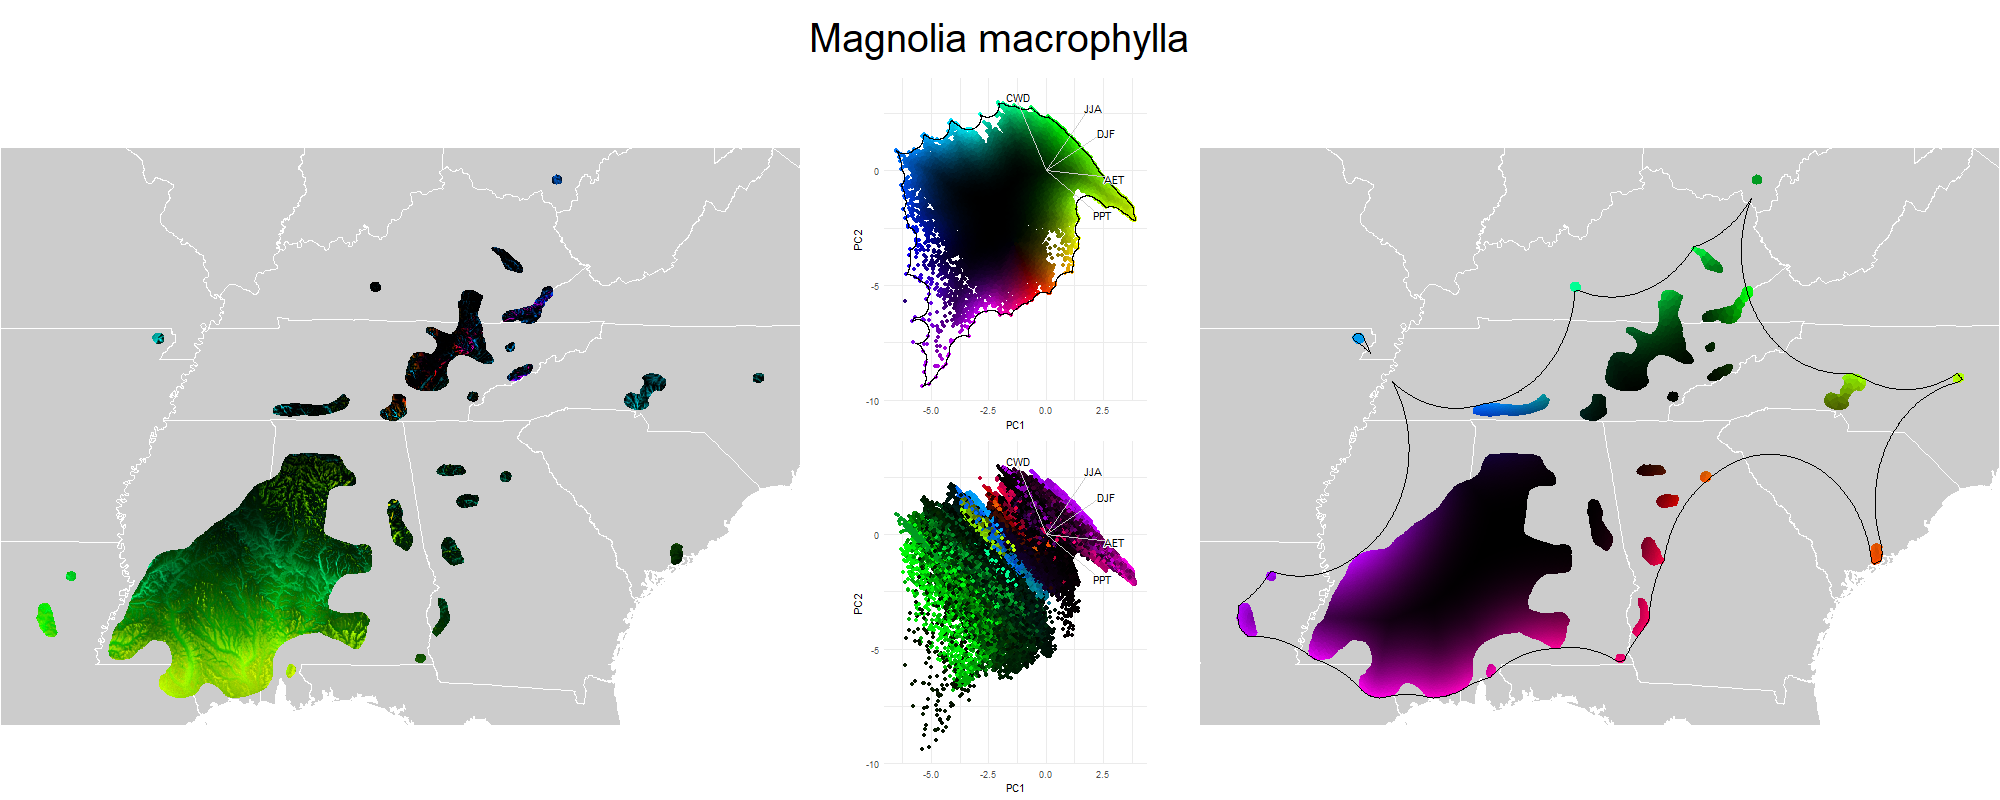 Magnolia macrophylla
CWD
JJA
DJF
0
AET
PPT
PC2
-5
-10
-5.0 -2.5 0.0 2.5
PC1
CWD
JJA
DJF
0
AET
PPT
PC2
-5
-10
-5.0 -2.5 0.0 2.5
PC1